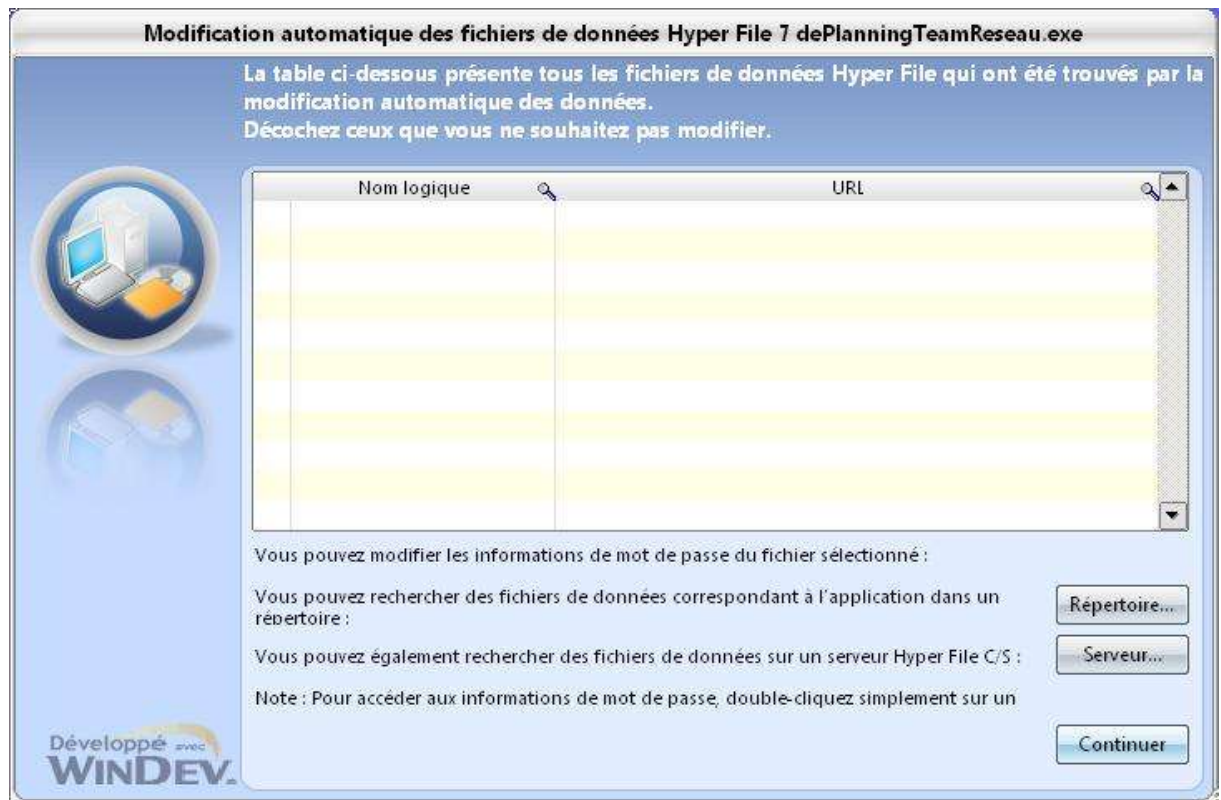 Modification automatique des fichiers de données Hyper File 7 dePlanningTeamReseau.exe
La table ci-dessous présente tous les fichiers de données Hyper File qui ont été trouvés par la
modification automatique des données.
Décochez ceux que vous ne souhaitez pas modifier.
Nom logique URL
Vous pouvez modifier les informations de mot de passe du fichier sélectionné :
Vous pouvez rechercher des fichiers de données correspondant à l'application dans un
répertoire :
Répertoire...
Vous pouvez également rechercher des fichiers de données sur un serveur Hyper File C/S :
Serveur...
Note : Pour accéder aux informations de mot de passe, double-cliquez simplement sur un
Continuer
Développé avec
WINDEV.